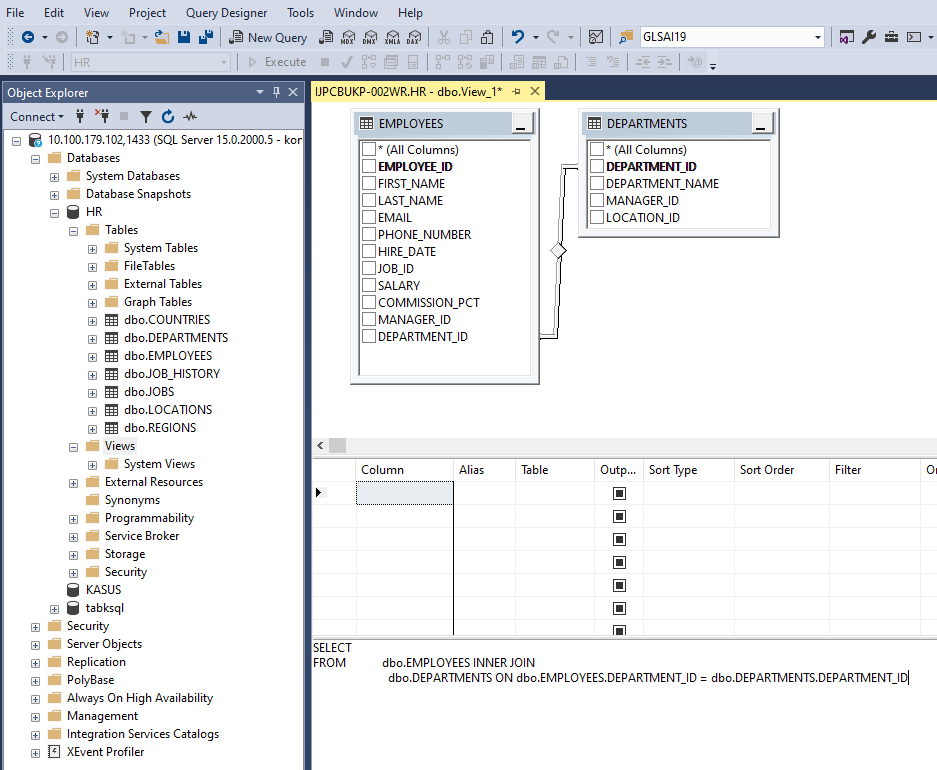 File Edit View Project Query Designer Tools Window Help
New Query MDX DMX XMLA DAX GLSAI19
HR Execute
Object Explorer
Connect
10.100.179.102,1433 (SQL Server 15.0.2000.5 - kor
Databases
System Databases
Database Snapshots
HR
Tables
System Tables
FileTables
External Tables
Graph Tables
dbo.COUNTRIES
dbo.DEPARTMENTS
dbo.EMPLOYEES
dbo.JOB_HISTORY
dbo.JOBS
dbo.LOCATIONS
dbo.REGIONS
Views
System Views
External Resources
Synonyms
Programmability
Service Broker
Storage
Security
KASUS
tabksql
Security
Server Objects
Replication
PolyBase
Always On High Availability
Management
Integration Services Catalogs
XEvent Profiler
IJPCBUKP-002WR.HR - dbo.View_1*
EMPLOYEES
* (All Columns)
EMPLOYEE_ID
FIRST_NAME
LAST_NAME
EMAIL
PHONE_NUMBER
HIRE_DATE
JOB_ID
SALARY
COMMISSION_PCT
MANAGER_ID
DEPARTMENT_ID
DEPARTMENTS
* (All Columns)
DEPARTMENT_ID
DEPARTMENT_NAME
MANAGER_ID
LOCATION_ID
Column Alias Table Outp... Sort Type Sort Order Filter Or
SELECT
FROM dbo.EMPLOYEES INNER JOIN
dbo.DEPARTMENTS ON dbo.EMPLOYEES.DEPARTMENT_ID = dbo.DEPARTMENTS.DEPARTMENT_ID